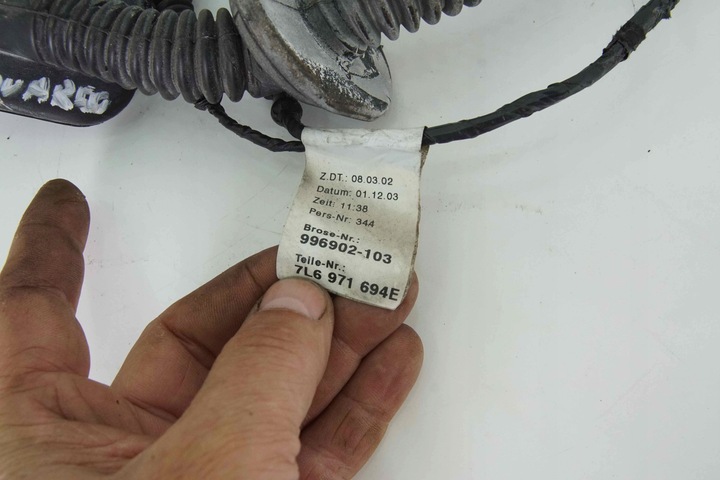 UAREG
Z.DT.: 08.03.02
Datum: 01.12.03
Zeit: 11:38
Pers-Nr: 344
Brose-Nr.:
996902-103
Teile-Nr.:
7L6 971 694E